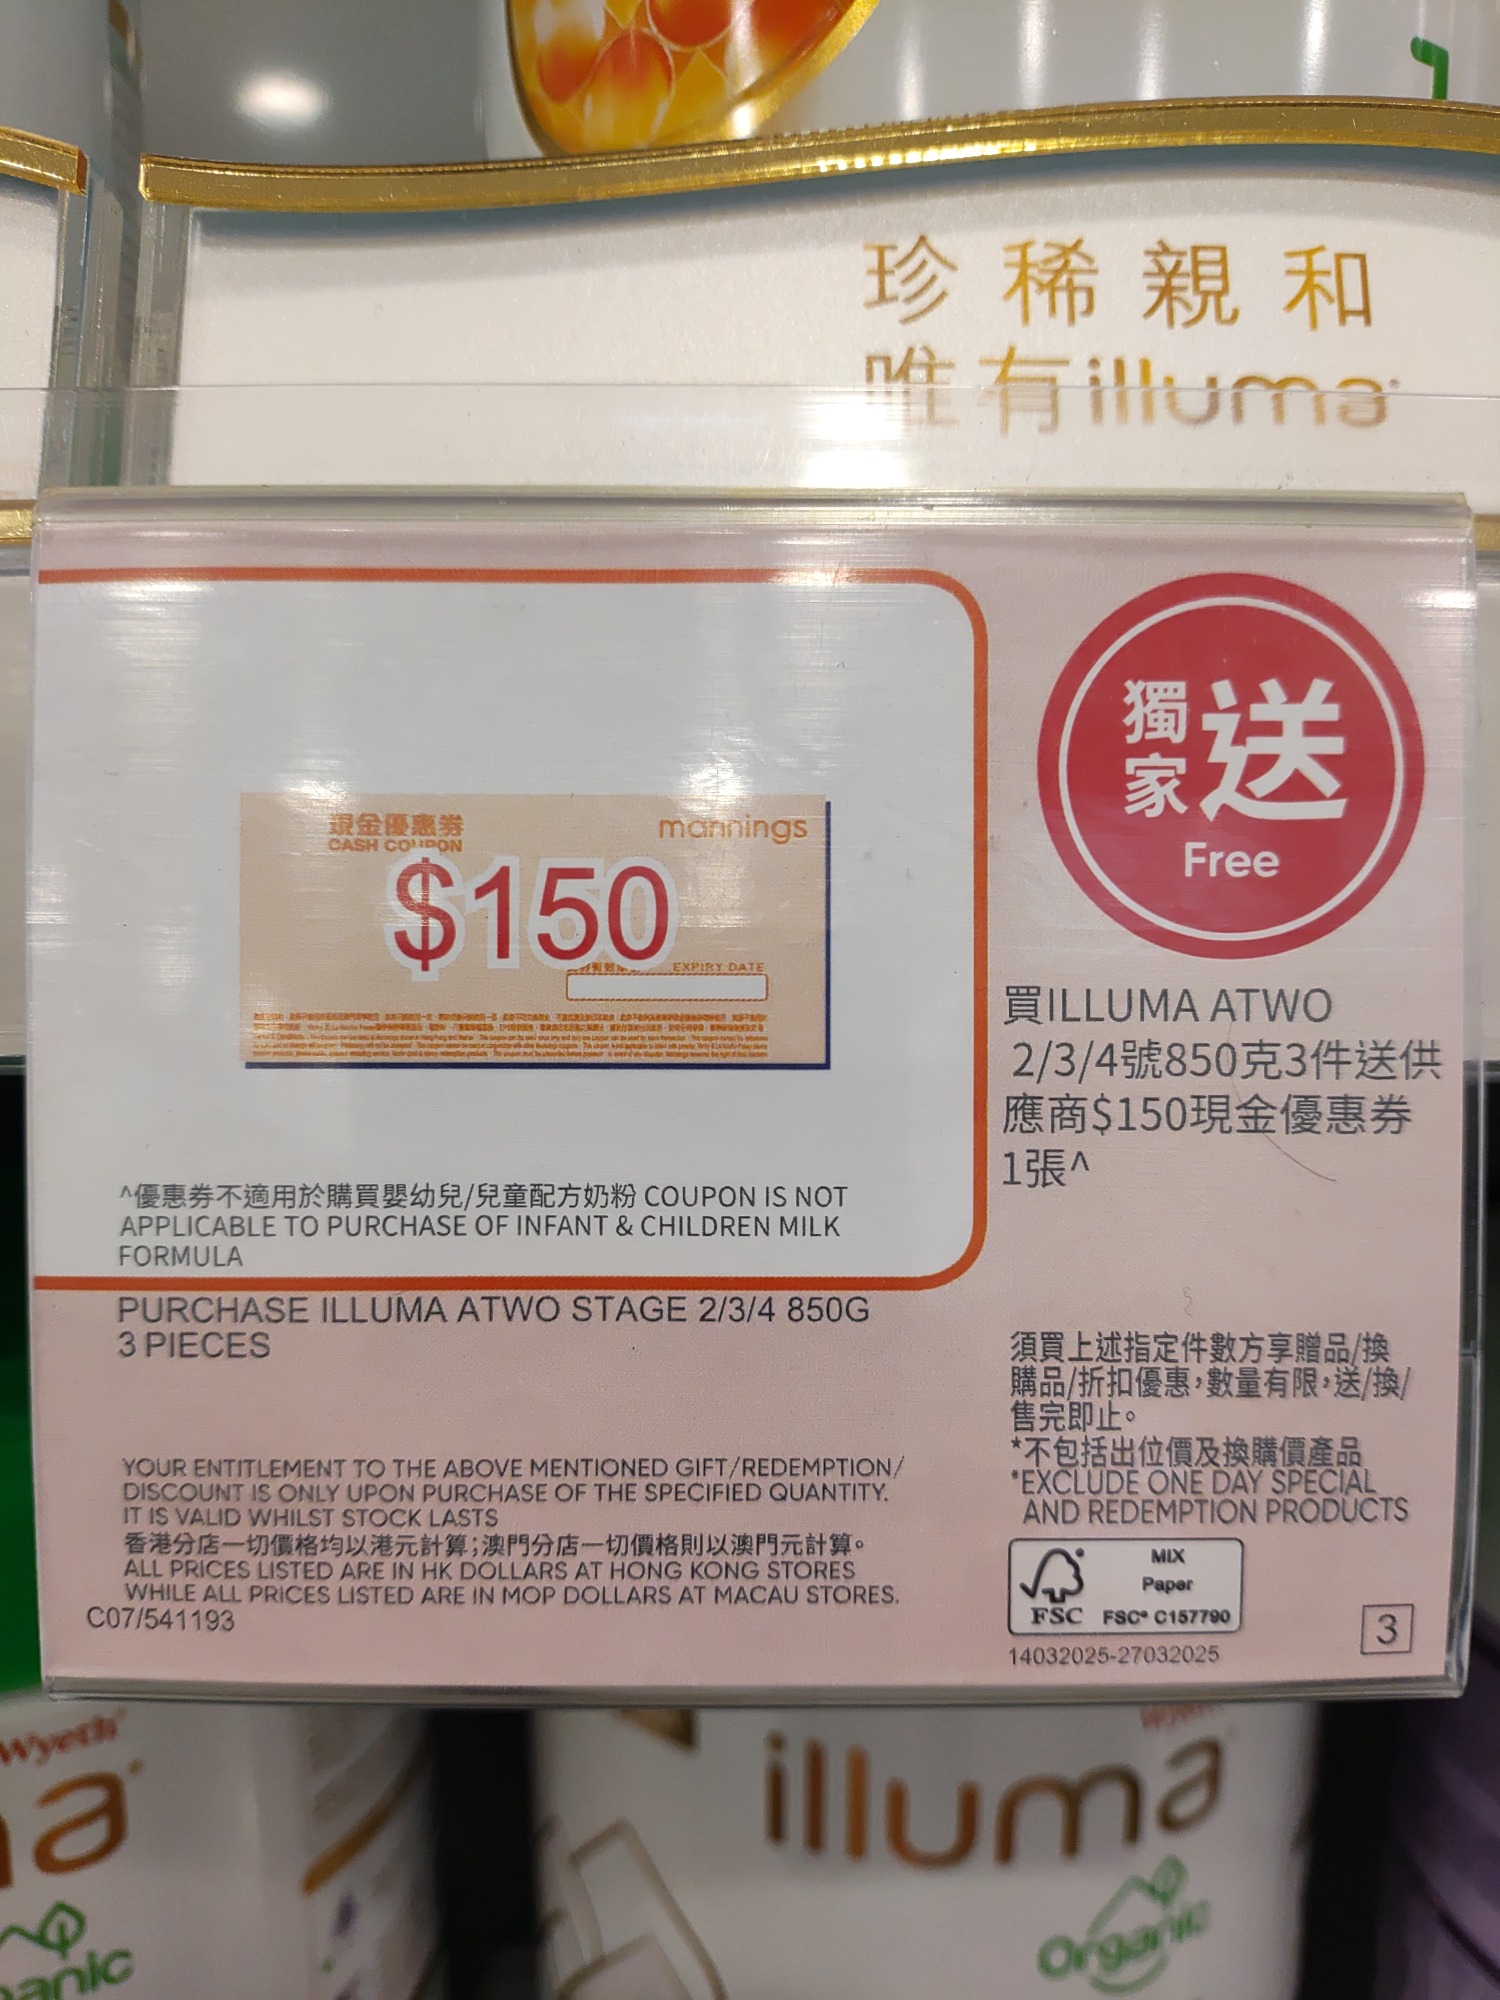 珍稀親和
唯有illuma
獨家送
Free
現金優惠券
CASH COUPON
mannings
$150
EXPIRY DATE
^優惠券不適用於購買嬰幼兒/兒童配方奶粉 COUPON IS NOT
APPLICABLE TO PURCHASE OF INFANT & CHILDREN MILK
FORMULA
買ILLUMA ATWO
2/3/4號850克3件送供
應商$150現金優惠券
1張^
PURCHASE ILLUMA ATWO STAGE 2/3/4 850G
3 PIECES
須買上述指定件數方享贈品/換
購品/折扣優惠,數量有限,送/換/
售完即止。
*不包括出位價及換購價產品
*EXCLUDE ONE DAY SPECIAL
AND REDEMPTION PRODUCTS
YOUR ENTITLEMENT TO THE ABOVE MENTIONED GIFT/REDEMPTION/
DISCOUNT IS ONLY UPON PURCHASE OF THE SPECIFIED QUANTITY.
IT IS VALID WHILST STOCK LASTS
香港分店一切價格均以港元計算;澳門分店一切價格則以澳門元計算。
ALL PRICES LISTED ARE IN HK DOLLARS AT HONG KONG STORES
WHILE ALL PRICES LISTED ARE IN MOP DOLLARS AT MACAU STORES.
C07/541193
FSC
MIX
Paper
FSC® C157790
14032025-27032025
3
Wyeth
illuma
Organic